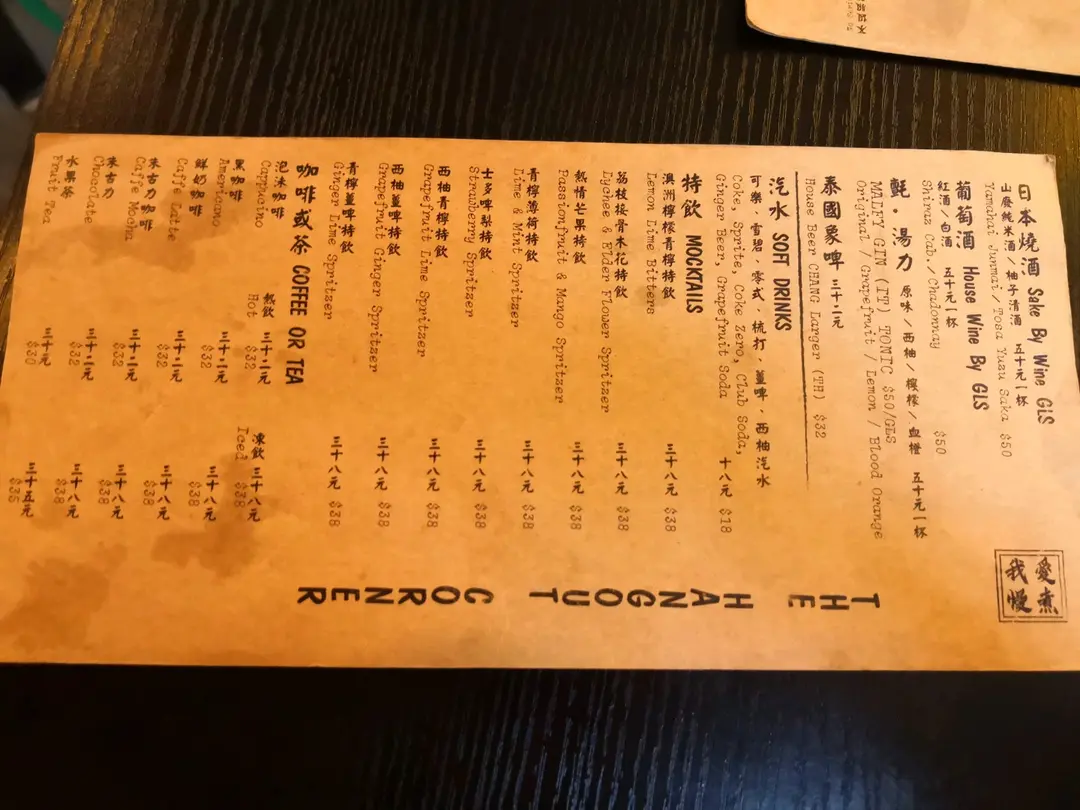 愛煮
我慢
日本燒酒 Sake By Wine GLS
山廢純米酒／柚子清酒 五十元一杯
Yamahai Junmai/Tosa Yuzu Saka $50
葡萄酒 House Wine By GLS
紅酒／白酒 五十元一杯
Shiraz Cab./Chadonnay $50
氈．湯力 原味／西柚／檸檬／血橙 五十元一杯
MALFY GIN (IT) TONIC $50/GLS
Original / Grapefruit / Lemon / Blood Orange
泰國象啤 三十二元
House Beer CHANG Larger (TH) $32
汽水 SOFT DRINKS
可樂、雪碧、零式、梳打、薑啤、西柚汽水
Coke, Sprite, Coke Zero, Club Soda,
Ginger Beer, Grapefruit Soda 十八元 $18
特飲 MOCKTAILS
澳洲檸檬青檸特飲
Lemon Lime Bitters 三十八元 $38
荔枝接骨木花特飲
Lychee & Elder Flower Spritzer 三十八元 $38
熱情芒果特飲
Passionfruit & Mango Spritzer 三十八元 $38
青檸薄荷特飲
Lime & Mint Spritzer 三十八元 $38
士多啤梨特飲
Strawberry Spritzer 三十八元 $38
西柚青檸特飲
Grapefruit Lime Spritzer 三十八元 $38
西柚薑啤特飲
Grapefruit Ginger Spritzer 三十八元 $38
青檸薑啤特飲
Ginger Lime Spritzer 三十八元 $38
咖啡或茶 COFFEE OR TEA
泡沫咖啡 熱飲 三十二元 凍飲 三十八元
Cappucino Hot $32 Iced $38
黑咖啡 三十二元 三十八元
Americano $32 $38
鮮奶咖啡 三十二元 三十八元
Caffe Latte $32 $38
朱古力咖啡 三十二元 三十八元
Caffe Mocha $32 $38
朱古力 三十二元 三十八元
Chocolate $32 $38
水果茶 三十元 三十五元
Fruit Tea $30 $35
THE HANGOUT CORNER